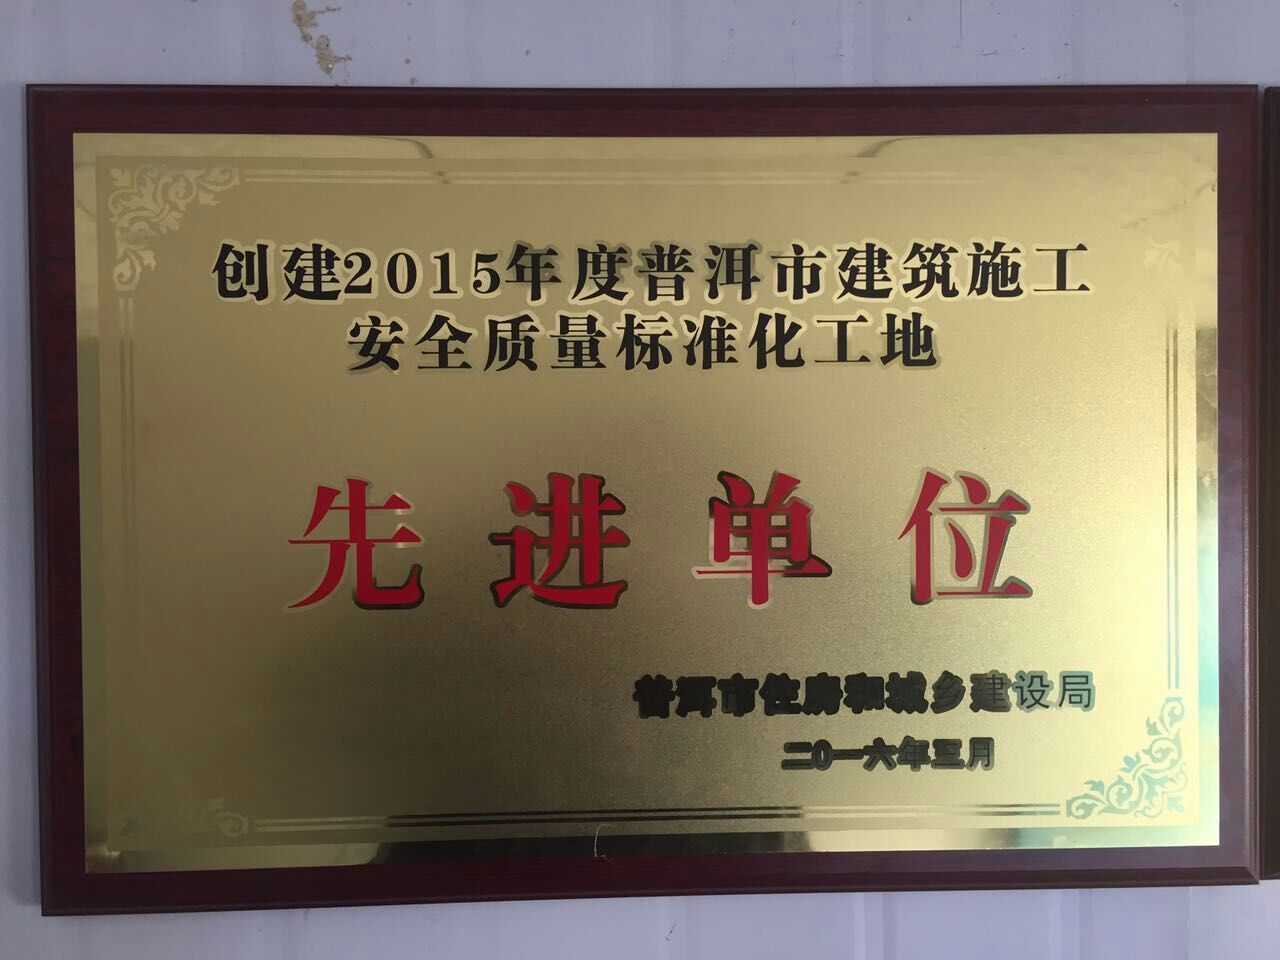 创建2015年度普洱市建筑施工
安全质量标准化工地
先进单位
普洱市住房和城乡建设局
二0一六年三月